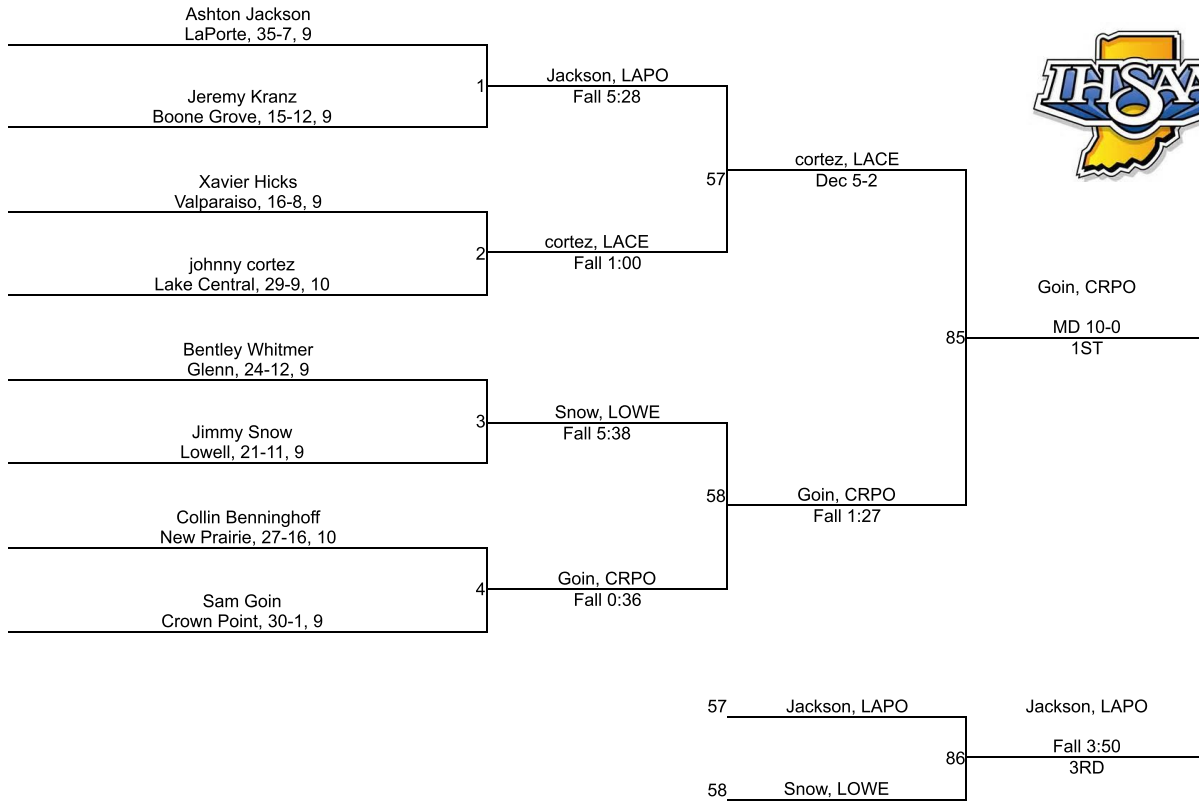 Ashton Jackson
LaPorte, 35-7, 9
1
Jackson, LAPO
Fall 5:28
Jeremy Kranz
Boone Grove, 15-12, 9
IHSAA
57
cortez, LACE
Dec 5-2
Xavier Hicks
Valparaiso, 16-8, 9
2
cortez, LACE
Fall 1:00
johnny cortez
Lake Central, 29-9, 10
85
Goin, CRPO
MD 10-0
1ST
Bentley Whitmer
Glenn, 24-12, 9
3
Snow, LOWE
Fall 5:38
Jimmy Snow
Lowell, 21-11, 9
58
Goin, CRPO
Fall 1:27
Collin Benninghoff
New Prairie, 27-16, 10
4
Goin, CRPO
Fall 0:36
Sam Goin
Crown Point, 30-1, 9
57
Jackson, LAPO
86
Jackson, LAPO
Fall 3:50
3RD
58
Snow, LOWE